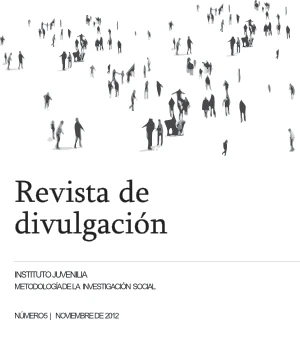 Revista de
divulgación
INSTITUTO JUVENILIA
METODOLOGÍA DE LA INVESTIGACIÓN SOCIAL
NÚMERO 5 | NOVIEMBRE DE 2012